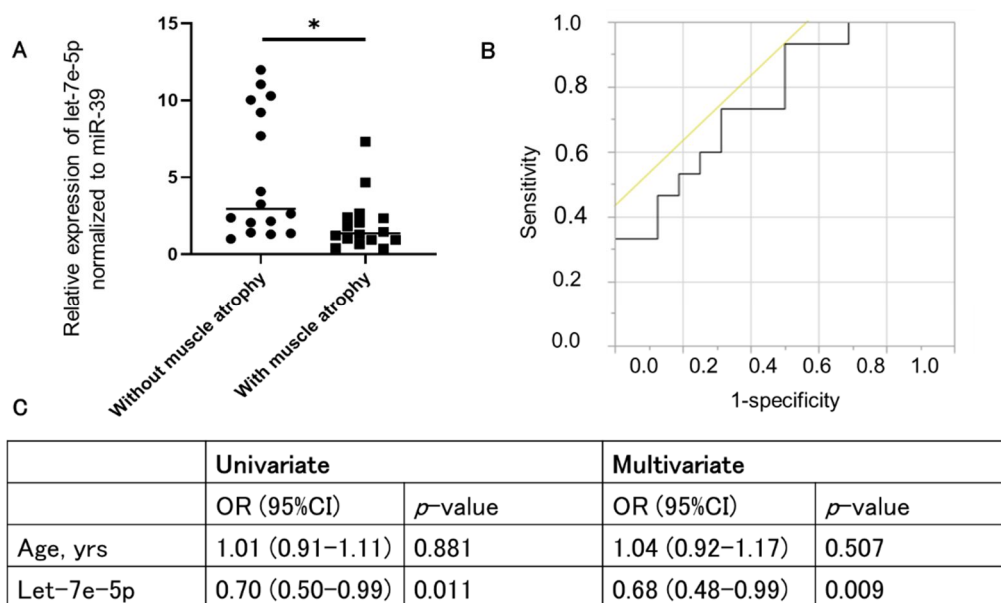 A
Relative expression of let-7e-5p
normalized to miR-39
15
10
5
0
*
Without muscle atrophy
With muscle atrophy
B
Sensitivity
1.0
0.8
0.6
0.4
0.2
0.0
0.0 0.2 0.4 0.6 0.8 1.0
1-specificity
C
Univariate Multivariate
OR (95%CI) p-value OR (95%CI) p-value
Age, yrs 1.01 (0.91-1.11) 0.881 1.04 (0.92-1.17) 0.507
Let-7e-5p 0.70 (0.50-0.99) 0.011 0.68 (0.48-0.99) 0.009